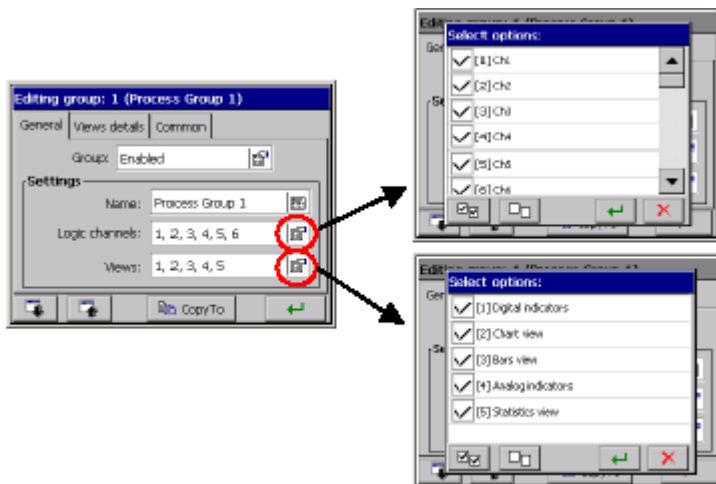 Editing group: 1 (Process Group 1)
General Views details Common
Group: Enabled
Settings
Name: Process Group 1
Logic channels: 1, 2, 3, 4, 5, 6
Views: 1, 2, 3, 4, 5
CopyTo
Select options:
[1] Ch1
[2] Ch2
[3] Ch3
[4] Ch4
[5] Ch5
[6] Ch6
Select options:
[1] Digital indicators
[2] Chart view
[3] Bars view
[4] Analog indicators
[5] Statistics view